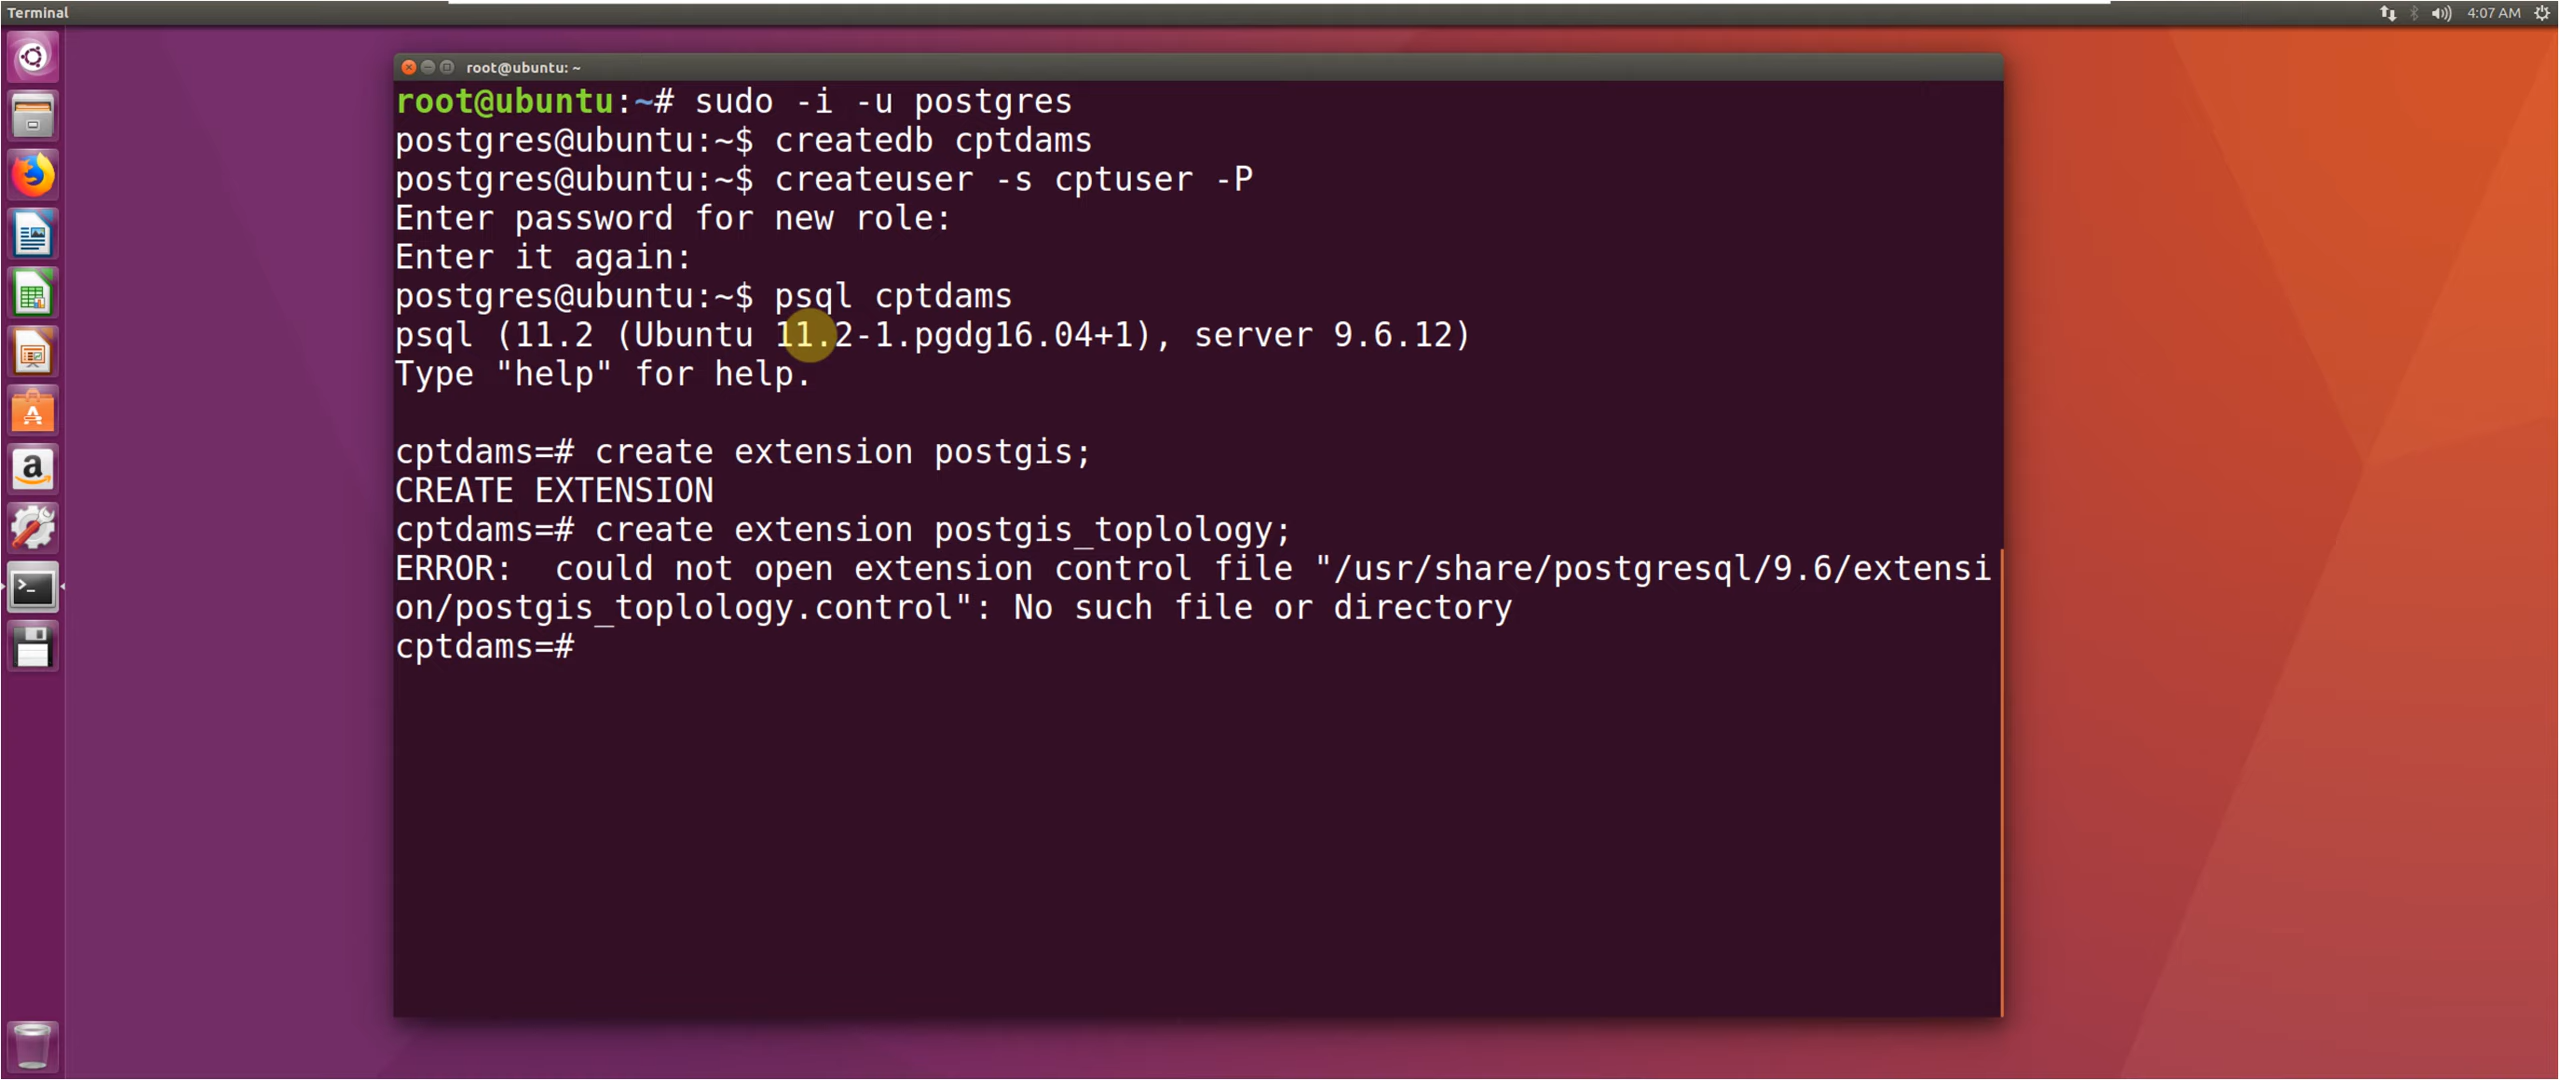 Terminal
4:07 AM
root@ubuntu: ~
root@ubuntu:~# sudo -i -u postgres
postgres@ubuntu:~$ createdb cptdams
postgres@ubuntu:~$ createuser -s cptuser -P
Enter password for new role:
Enter it again:
postgres@ubuntu:~$ psql cptdams
psql (11.2 (Ubuntu 11.2-1.pgdg16.04+1), server 9.6.12)
Type "help" for help.
cptdams=# create extension postgis;
CREATE EXTENSION
cptdams=# create extension postgis_toplology;
ERROR:  could not open extension control file "/usr/share/postgresql/9.6/extensi
on/postgis_toplology.control": No such file or directory
cptdams=#